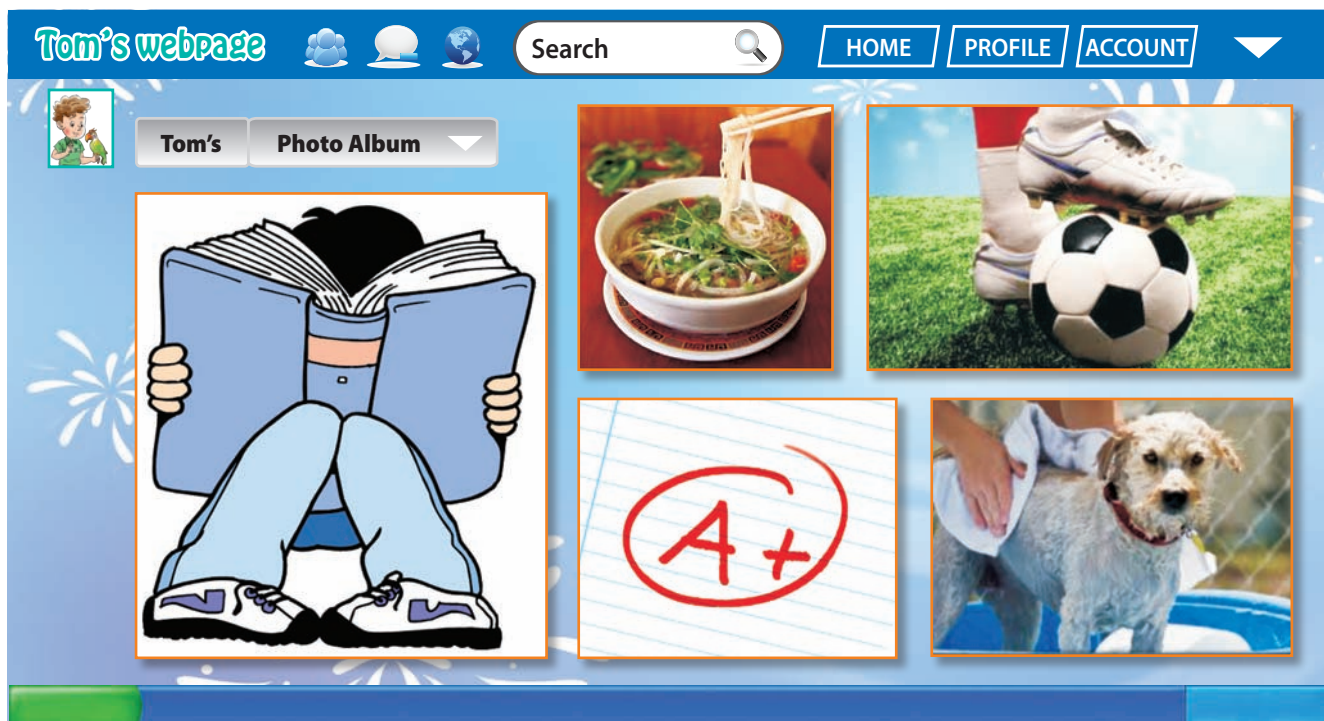 Tom's webpage
Search
HOME PROFILE ACCOUNT
Tom's Photo Album
A+